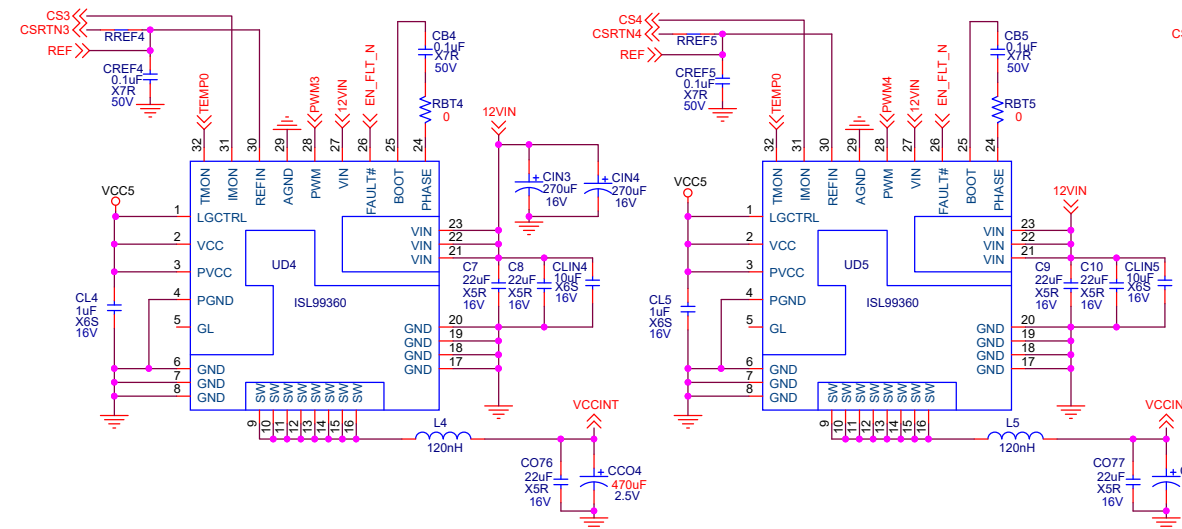 CS3
CSRTN3
RREF4
REF
CREF4
0.1uF
X7R
50V
TEMP0
PWM3
12VIN
EN_FLT_N
CB4
0.1uF
X7R
50V
RBT4
0
12VIN
32
31
30
29
28
27
26
25
24
TMON
IMON
REFIN
AGND
PWM
VIN
FAULT#
BOOT
PHASE
VCC5
1
LGCTRL
2
VCC
3
PVCC
4
PGND
5
GL
6
GND
7
GND
8
GND
CL4
1uF
X6S
16V
UD4
ISL99360
VIN
23
VIN
22
VIN
21
GND
20
GND
19
GND
18
GND
17
CIN3
270uF
16V
CIN4
270uF
16V
C7
22uF
X5R
16V
C8
22uF
X5R
16V
CLIN4
10uF
X6S
16V
SW
SW
SW
SW
SW
SW
SW
SW
9
10
11
12
13
14
15
16
L4
120nH
VCCINT
CO76
22uF
X5R
16V
CCO4
470uF
2.5V
CS4
CSRTN4
RREF5
REF
CREF5
0.1uF
X7R
50V
TEMP0
PWM4
12VIN
EN_FLT_N
CB5
0.1uF
X7R
50V
RBT5
0
12VIN
32
31
30
29
28
27
26
25
24
TMON
IMON
REFIN
AGND
PWM
VIN
FAULT#
BOOT
PHASE
VCC5
1
LGCTRL
2
VCC
3
PVCC
4
PGND
5
GL
6
GND
7
GND
8
GND
CL5
1uF
X6S
16V
UD5
ISL99360
VIN
23
VIN
22
VIN
21
GND
20
GND
19
GND
18
GND
17
C9
22uF
X5R
16V
C10
22uF
X5R
16V
CLIN5
10uF
X6S
16V
SW
SW
SW
SW
SW
SW
SW
SW
9
10
11
12
13
14
15
16
L5
120nH
CO77
22uF
X5R
16V